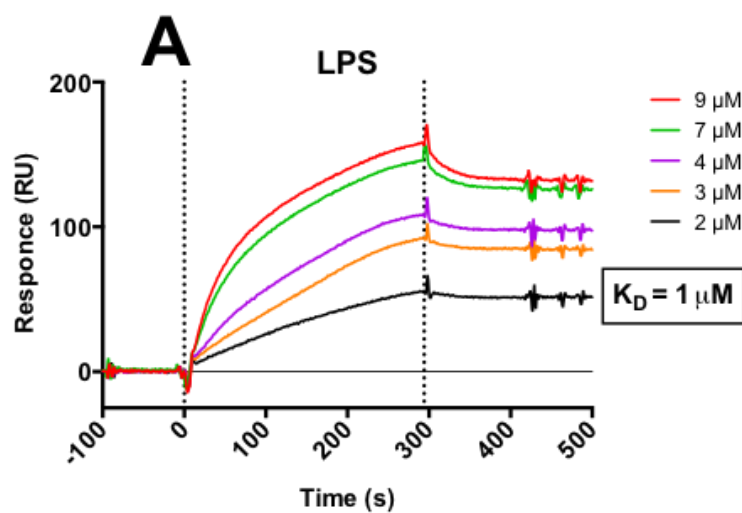 A
LPS
200
100
0
Responce (RU)
-100
0
100
200
300
400
500
Time (s)
9 µM
7 µM
4 µM
3 µM
2 µM
K_D = 1 µM